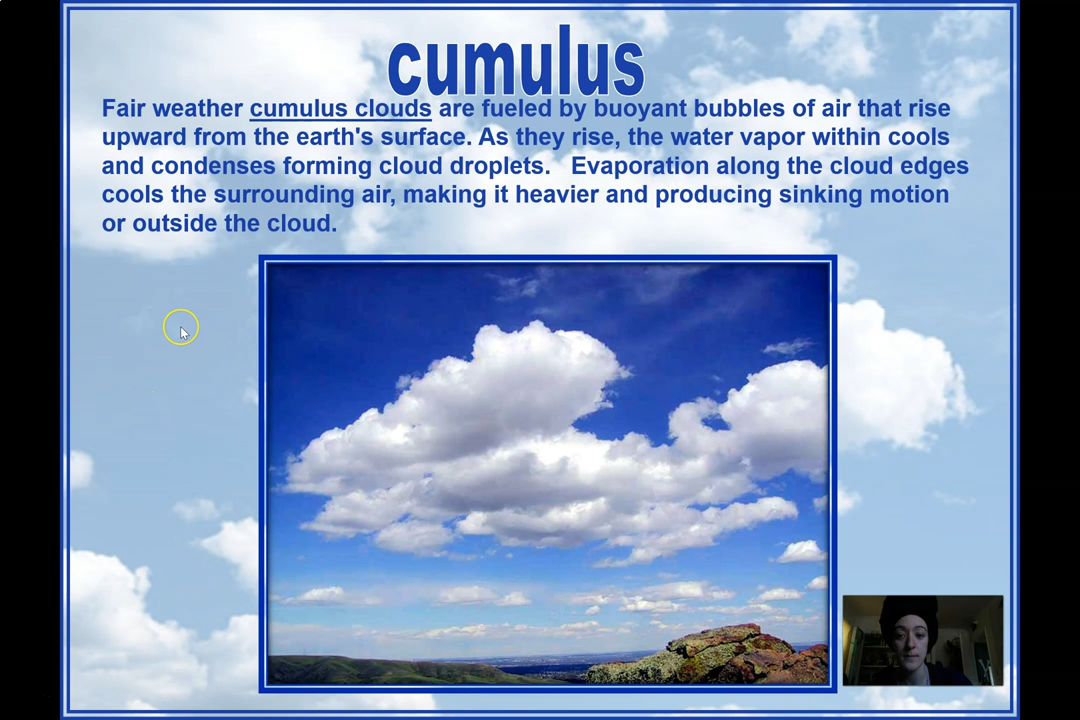 cumulus
Fair weather cumulus clouds are fueled by buoyant bubbles of air that rise
upward from the earth's surface. As they rise, the water vapor within cools
and condenses forming cloud droplets.   Evaporation along the cloud edges
cools the surrounding air, making it heavier and producing sinking motion
or outside the cloud.